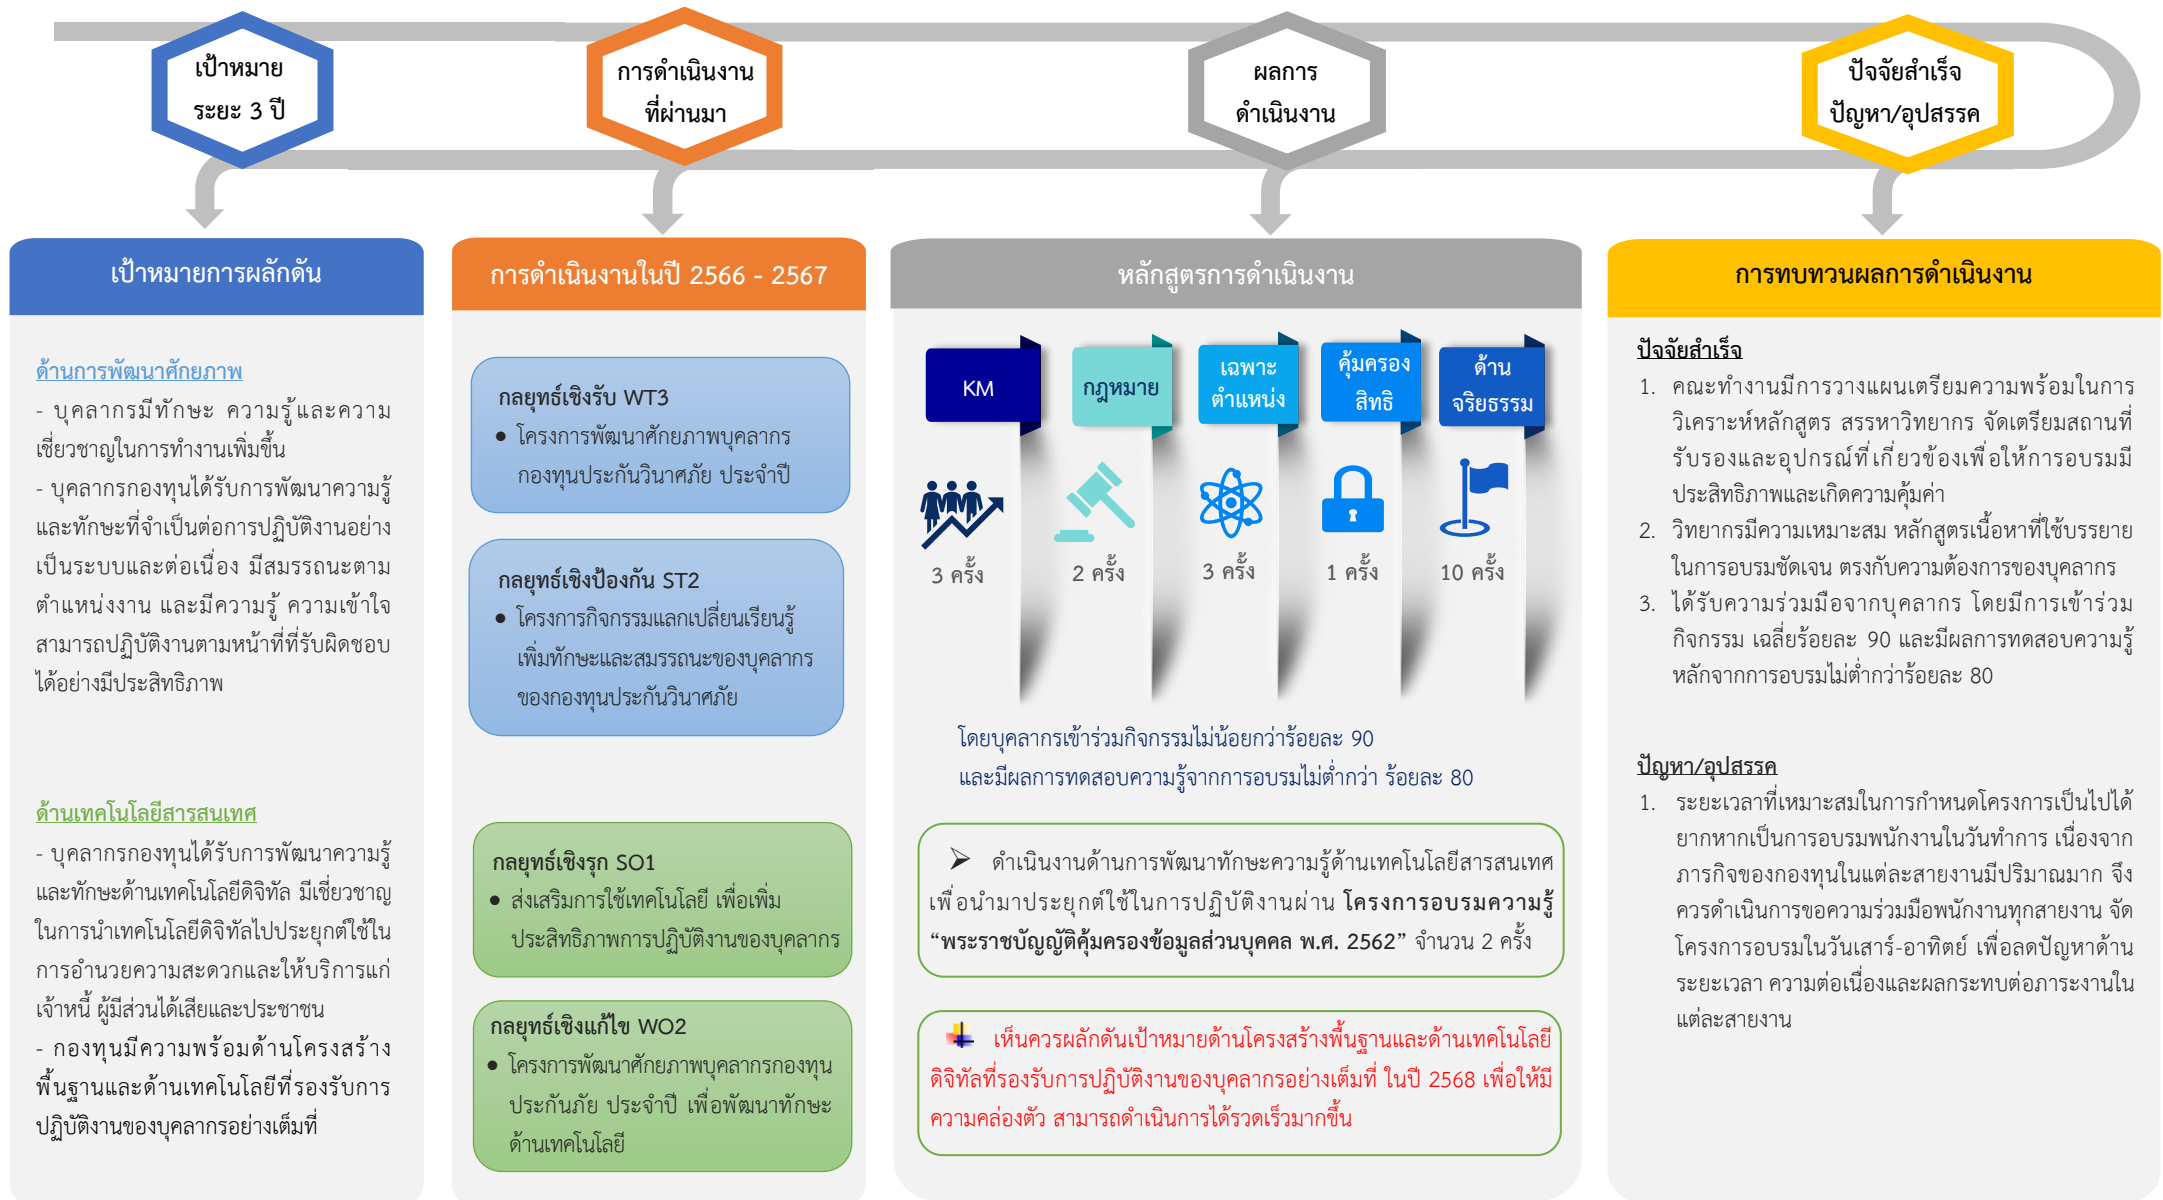 เป้าหมาย
ระยะ 3 ปี
การดำเนินงาน
ที่ผ่านมา
ผลการ
ดำเนินงาน
ปัจจัยสำเร็จ
ปัญหา/อุปสรรค
เป้าหมายการผลักดัน
ด้านการพัฒนาศักยภาพ
- บุคลากรมีทักษะ ความรู้และความ
เชี่ยวชาญในการทำงานเพิ่มขึ้น
- บุคลากรกองทุนได้รับการพัฒนาความรู้
และทักษะที่จำเป็นต่อการปฏิบัติงานอย่าง
เป็นระบบและต่อเนื่อง มีสมรรถนะตาม
ตำแหน่งงาน และมีความรู้ ความเข้าใจ
สามารถปฏิบัติงานตามหน้าที่ที่รับผิดชอบ
ได้อย่างมีประสิทธิภาพ
ด้านเทคโนโลยีสารสนเทศ
- บุคลากรกองทุนได้รับการพัฒนาความรู้
และทักษะด้านเทคโนโลยีดิจิทัล มีเชี่ยวชาญ
ในการนำเทคโนโลยีดิจิทัลไปประยุกต์ใช้ใน
การอำนวยความสะดวกและให้บริการแก่
เจ้าหนี้ ผู้มีส่วนได้เสียและประชาชน
- กองทุนมีความพร้อมด้านโครงสร้าง
พื้นฐานและด้านเทคโนโลยีที่รองรับการ
ปฏิบัติงานของบุคลากรอย่างเต็มที่
การดำเนินงานในปี 2566 - 2567
กลยุทธ์เชิงรับ WT3
• โครงการพัฒนาศักยภาพบุคลากร
กองทุนประกันวินาศภัย ประจำปี
กลยุทธ์เชิงป้องกัน ST2
• โครงการกิจกรรมแลกเปลี่ยนเรียนรู้
เพิ่มทักษะและสมรรถนะของบุคลากร
ของกองทุนประกันวินาศภัย
กลยุทธ์เชิงรุก SO1
• ส่งเสริมการใช้เทคโนโลยี เพื่อเพิ่ม
ประสิทธิภาพการปฏิบัติงานของบุคลากร
กลยุทธ์เชิงแก้ไข WO2
• โครงการพัฒนาศักยภาพบุคลากรกองทุน
ประกันภัย ประจำปี เพื่อพัฒนาทักษะ
ด้านเทคโนโลยี
หลักสูตรการดำเนินงาน
KM
กฎหมาย
เฉพาะ
ตำแหน่ง
คุ้มครอง
สิทธิ
ด้าน
จริยธรรม
3 ครั้ง
2 ครั้ง
3 ครั้ง
1 ครั้ง
10 ครั้ง
โดยบุคลากรเข้าร่วมกิจกรรมไม่น้อยกว่าร้อยละ 90
และมีผลการทดสอบความรู้จากการอบรมไม่ต่ำกว่า ร้อยละ 80
➢ ดำเนินงานด้านการพัฒนาทักษะความรู้ด้านเทคโนโลยีสารสนเทศ
เพื่อนำมาประยุกต์ใช้ในการปฏิบัติงานผ่าน โครงการอบรมความรู้
“พระราชบัญญัติคุ้มครองข้อมูลส่วนบุคคล พ.ศ. 2562” จำนวน 2 ครั้ง
เห็นควรผลักดันเป้าหมายด้านโครงสร้างพื้นฐานและด้านเทคโนโลยี
ดิจิทัลที่รองรับการปฏิบัติงานของบุคลากรอย่างเต็มที่ ในปี 2568 เพื่อให้มี
ความคล่องตัว สามารถดำเนินการได้รวดเร็วมากขึ้น
การทบทวนผลการดำเนินงาน
ปัจจัยสำเร็จ
1. คณะทำงานมีการวางแผนเตรียมความพร้อมในการ
วิเคราะห์หลักสูตร สรรหาวิทยากร จัดเตรียมสถานที่
รับรองและอุปกรณ์ที่เกี่ยวข้องเพื่อให้การอบรมมี
ประสิทธิภาพและเกิดความคุ้มค่า
2. วิทยากรมีความเหมาะสม หลักสูตรเนื้อหาที่ใช้บรรยาย
ในการอบรมชัดเจน ตรงกับความต้องการของบุคลากร
3. ได้รับความร่วมมือจากบุคลากร โดยมีการเข้าร่วม
กิจกรรม เฉลี่ยร้อยละ 90 และมีผลการทดสอบความรู้
หลักจากการอบรมไม่ต่ำกว่าร้อยละ 80
ปัญหา/อุปสรรค
1. ระยะเวลาที่เหมาะสมในการกำหนดโครงการเป็นไปได้
ยากหากเป็นการอบรมพนักงานในวันทำการ เนื่องจาก
ภารกิจของกองทุนในแต่ละสายงานมีปริมาณมาก จึง
ควรดำเนินการขอความร่วมมือพนักงานทุกสายงาน จัด
โครงการอบรมในวันเสาร์-อาทิตย์ เพื่อลดปัญหาด้าน
ระยะเวลา ความต่อเนื่องและผลกระทบต่อภาระงานใน
แต่ละสายงาน